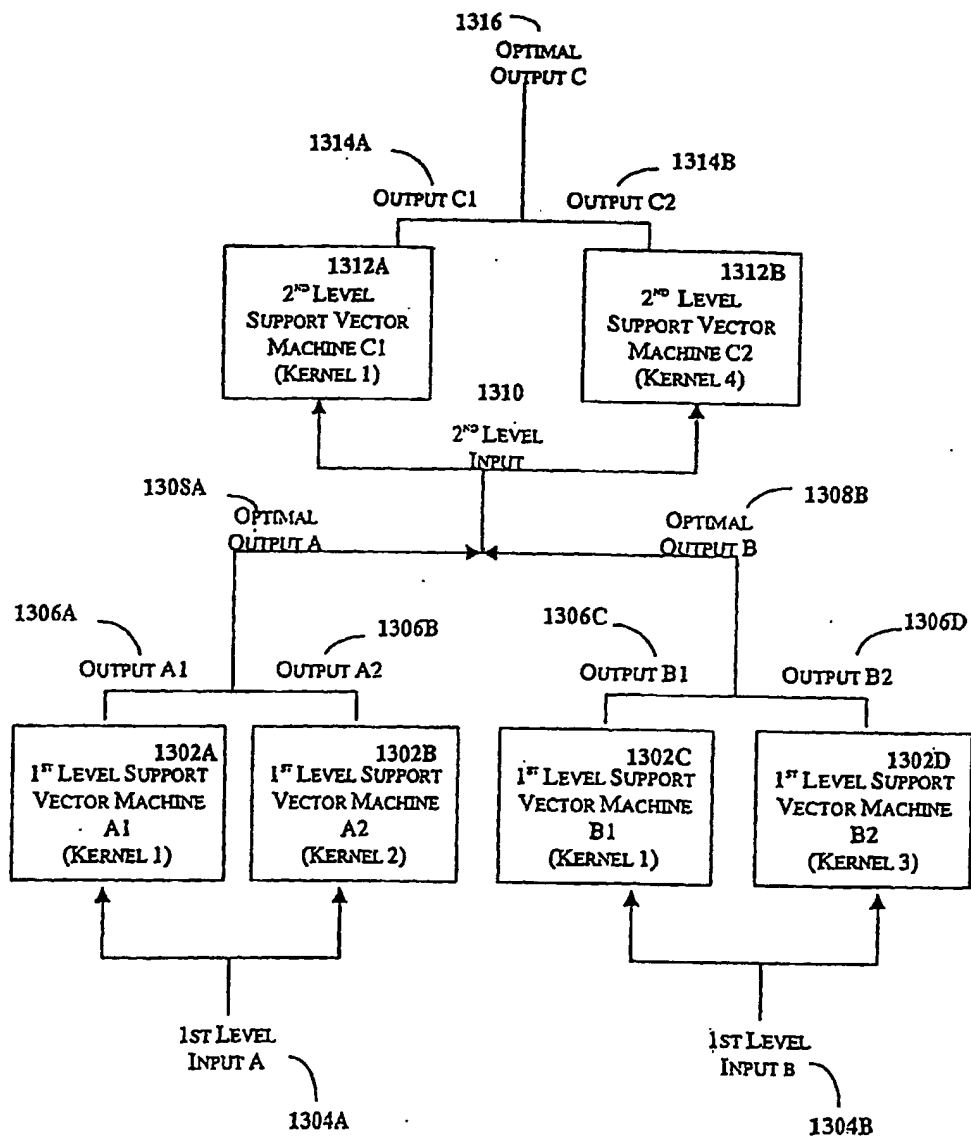 1316
OPTIMAL
OUTPUT C
1314A
1314B
OUTPUT C1
OUTPUT C2
1312A
2ND LEVEL
SUPPORT VECTOR
MACHINE C1
(KERNEL 1)
1312B
2ND LEVEL
SUPPORT VECTOR
MACHINE C2
(KERNEL 4)
1310
2ND LEVEL
INPUT
1308A
OPTIMAL
OUTPUT A
1308B
OPTIMAL
OUTPUT B
1306A
1306B
1306C
1306D
OUTPUT A1
OUTPUT A2
OUTPUT B1
OUTPUT B2
1302A
1ST LEVEL SUPPORT
VECTOR MACHINE
A1
(KERNEL 1)
1302B
1ST LEVEL SUPPORT
VECTOR MACHINE
A2
(KERNEL 2)
1302C
1ST LEVEL SUPPORT
VECTOR MACHINE
B1
(KERNEL 1)
1302D
1ST LEVEL SUPPORT
VECTOR MACHINE
B2
(KERNEL 3)
1ST LEVEL
INPUT A
1304A
1ST LEVEL
INPUT B
1304B